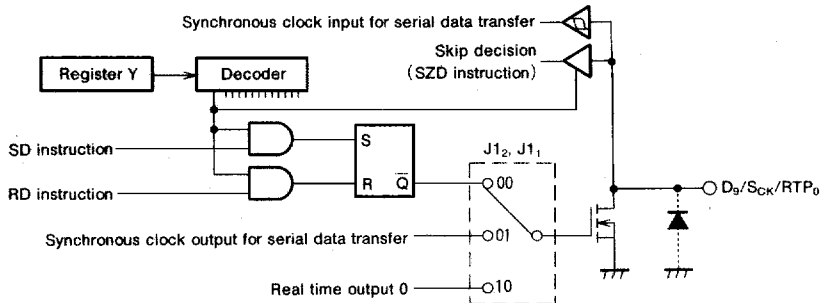 Synchronous clock input for serial data transfer
Skip decision
(SZD instruction)
Register Y
Decoder
SD instruction
S
J1₂, J1₁
RD instruction
R
Q̅
00
D₉/S_CK/RTP₀
Synchronous clock output for serial data transfer
01
Real time output 0
10